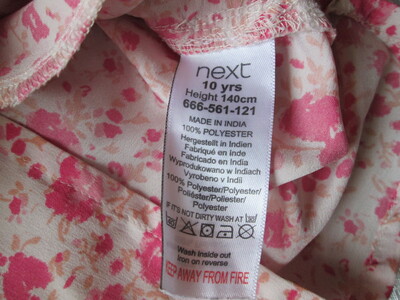 next
10 yrs
Height 140cm
666-561-121
MADE IN INDIA
100% POLYESTER
Hergestellt in Indien
Fabriqué en Inde
Fabricado en India
Wyprodukowano w Indiach
Vyrobeno v Indii
100% Polyester/Polyester/
Poliéster/Poliester/
Polyester
IF IT'S NOT DIRTY WASH AT
Wash inside out
Iron on reverse
KEEP AWAY FROM FIRE